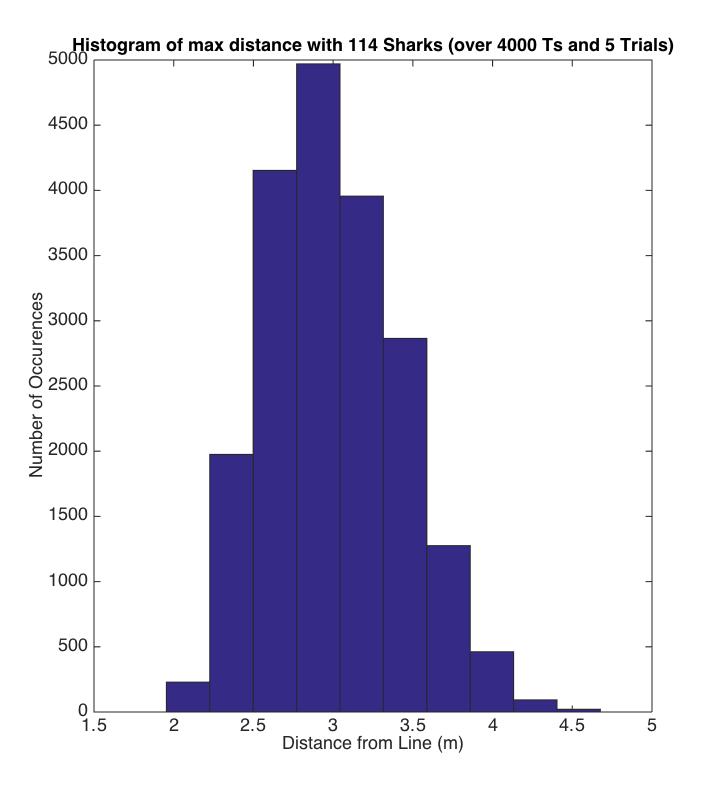 Histogram of max distance with 114 Sharks (over 4000 Ts and 5 Trials)
5000
4500
4000
3500
3000
2500
2000
1500
1000
500
0
Number of Occurences
1.5 2 2.5 3 3.5 4 4.5 5
Distance from Line (m)